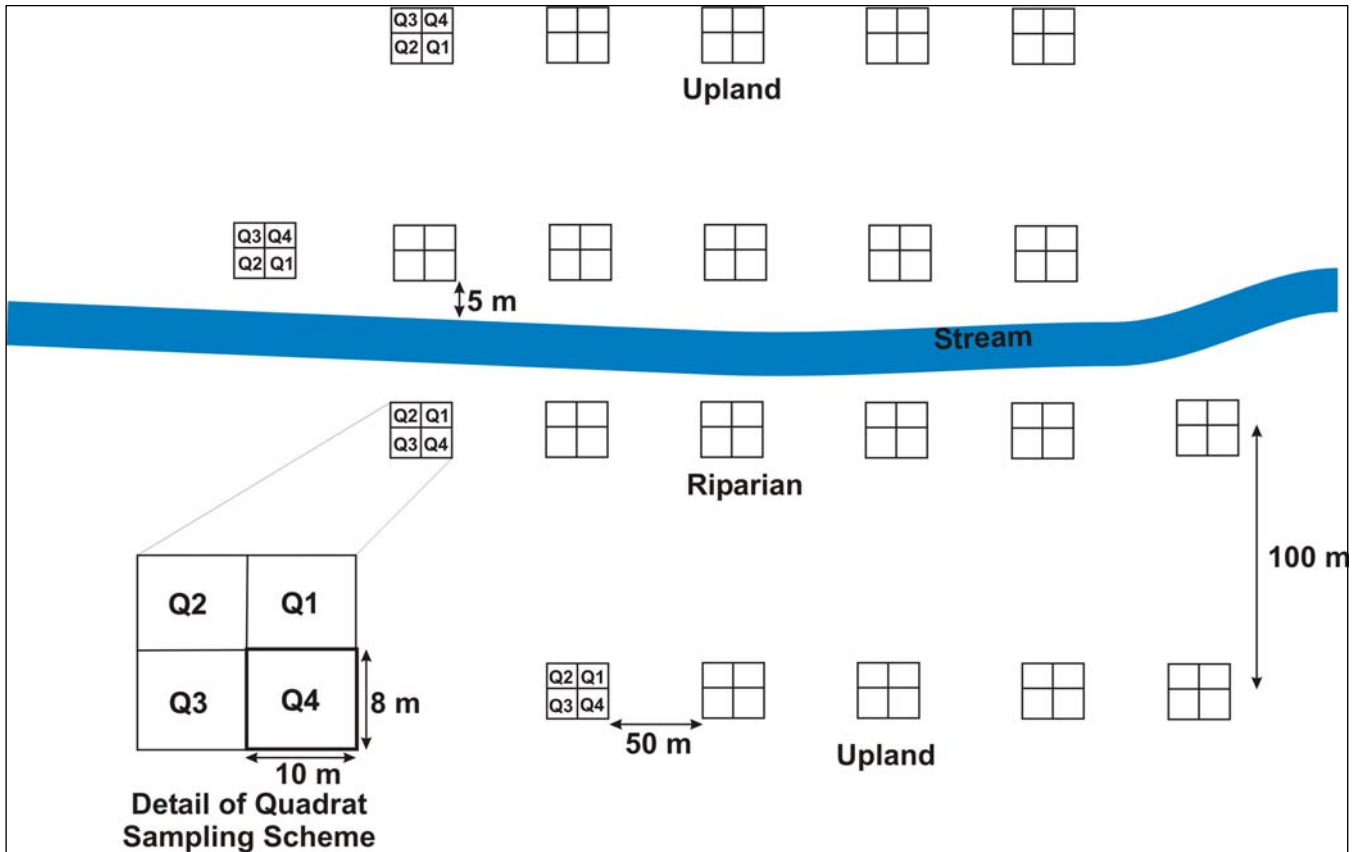 Q3 Q4
Q2 Q1
Upland
Q3 Q4
Q2 Q1
5 m
Stream
Q2 Q1
Q3 Q4
Riparian
100 m
Q2 Q1
Q3 Q4
8 m
Q2 Q1
Q3 Q4
50 m
Upland
10 m
Detail of Quadrat
Sampling Scheme